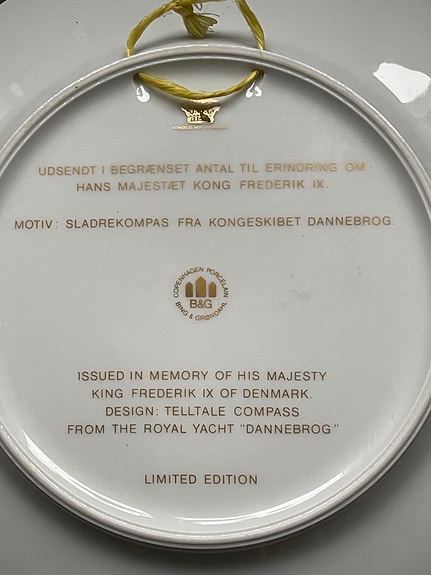 UDSENDT I BEGRÆNSET ANTAL TIL ERINDRING OM
HANS MAJESTÆT KONG FREDERIK IX.
MOTIV: SLADREKOMPAS FRA KONGESKIBET DANNEBROG.
COPENHAGEN PORCELAIN
B&G
BING & GRØNDAHL
ISSUED IN MEMORY OF HIS MAJESTY
KING FREDERIK IX OF DENMARK.
DESIGN: TELLTALE COMPASS
FROM THE ROYAL YACHT "DANNEBROG"
LIMITED EDITION